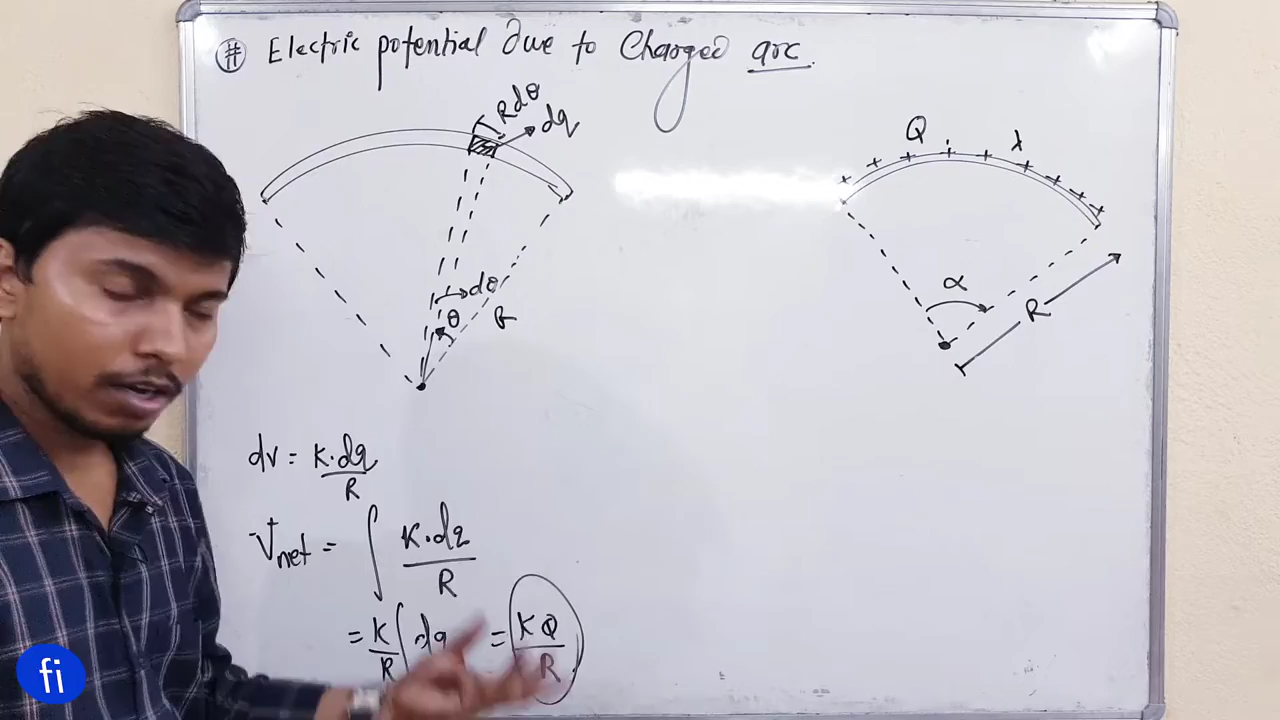 # Electric potential due to Charged arc.
Rdθ
dq
dθ
θ
R
Q
λ
α
R
dv = K·dq/R
Vnet = ∫ K·dq/R
= K/R ∫ dq = KQ/R
fi